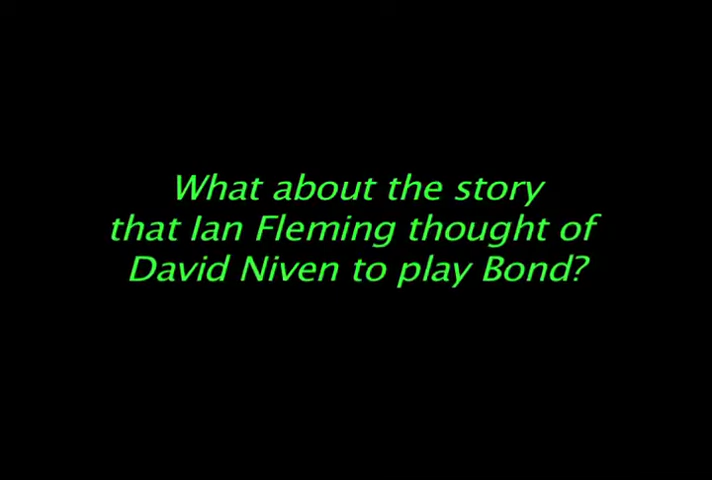 What about the story
that Ian Fleming thought of
David Niven to play Bond?